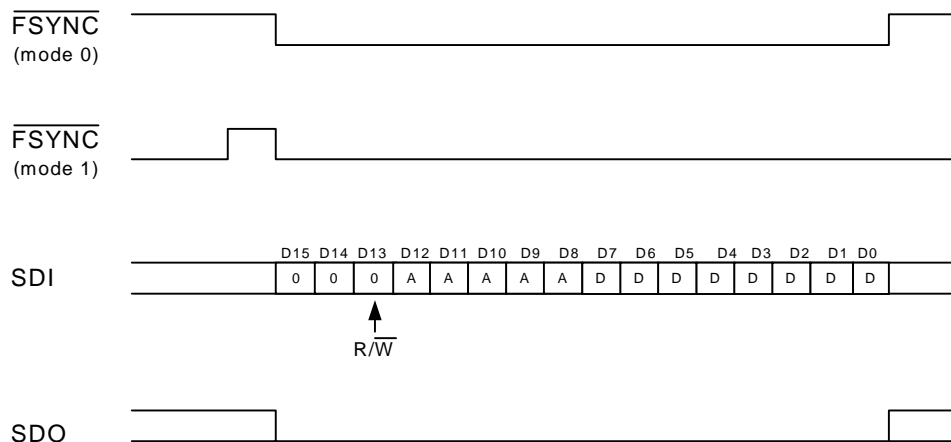 FSYNC
(mode 0)
FSYNC
(mode 1)
D15 D14 D13 D12 D11 D10 D9 D8 D7 D6 D5 D4 D3 D2 D1 D0
SDI 0 0 0 A A A A A D D D D D D D D
R/W
SDO